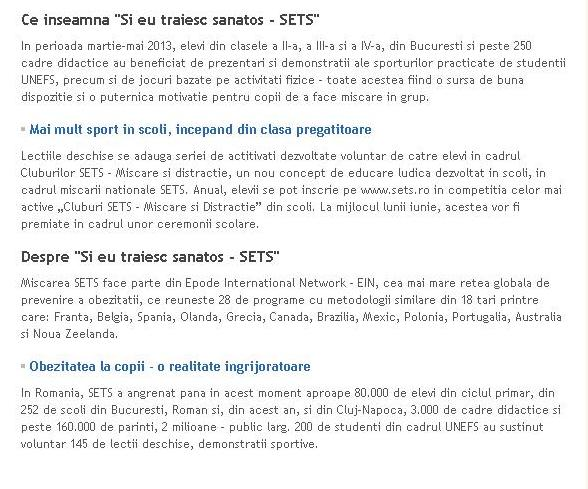 Ce inseamna "Si eu traiesc sanatos - SETS"
In perioada martie-mai 2013, elevi din clasele a II-a, a III-a si a IV-a, din Bucuresti si peste 250
cadre didactice au beneficiat de prezentari si demonstratii ale sporturilor practicate de studentii
UNEFS, precum si de jocuri bazate pe activitati fizice - toate acestea fiind o sursa de buna
dispozitie si o puternica motivatie pentru copii de a face miscare in grup.
Mai mult sport in scoli, incepand din clasa pregatitoare
Lectiile deschise se adauga seriei de actitivati dezvoltate voluntar de catre elevi in cadrul
Cluburilor SETS - Miscare si distractie, un nou concept de educare ludica dezvoltat in scoli, in
cadrul miscarii nationale SETS. Anual, elevii se pot inscrie pe www.sets.ro in competitia celor mai
active „Cluburi SETS - Miscare si Distractie” din scoli. La mijlocul lunii iunie, acestea vor fi
premiate in cadrul unor ceremonii scolare.
Despre "Si eu traiesc sanatos - SETS"
Miscarea SETS face parte din Epode International Network - EIN, cea mai mare retea globala de
prevenire a obezitatii, ce reuneste 28 de programe cu metodologii similare din 18 tari printre
care: Franta, Belgia, Spania, Olanda, Grecia, Canada, Brazilia, Mexic, Polonia, Portugalia, Australia
si Noua Zeelanda.
Obezitatea la copii - o realitate ingrijoratoare
In Romania, SETS a angrenat pana in acest moment aproape 80.000 de elevi din ciclul primar, din
252 de scoli din Bucuresti, Roman si, din acest an, si din Cluj-Napoca, 3.000 de cadre didactice si
peste 160.000 de parinti, 2 milioane - public larg. 200 de studenti din cadrul UNEFS au sustinut
voluntar 145 de lectii deschise, demonstratii sportive.